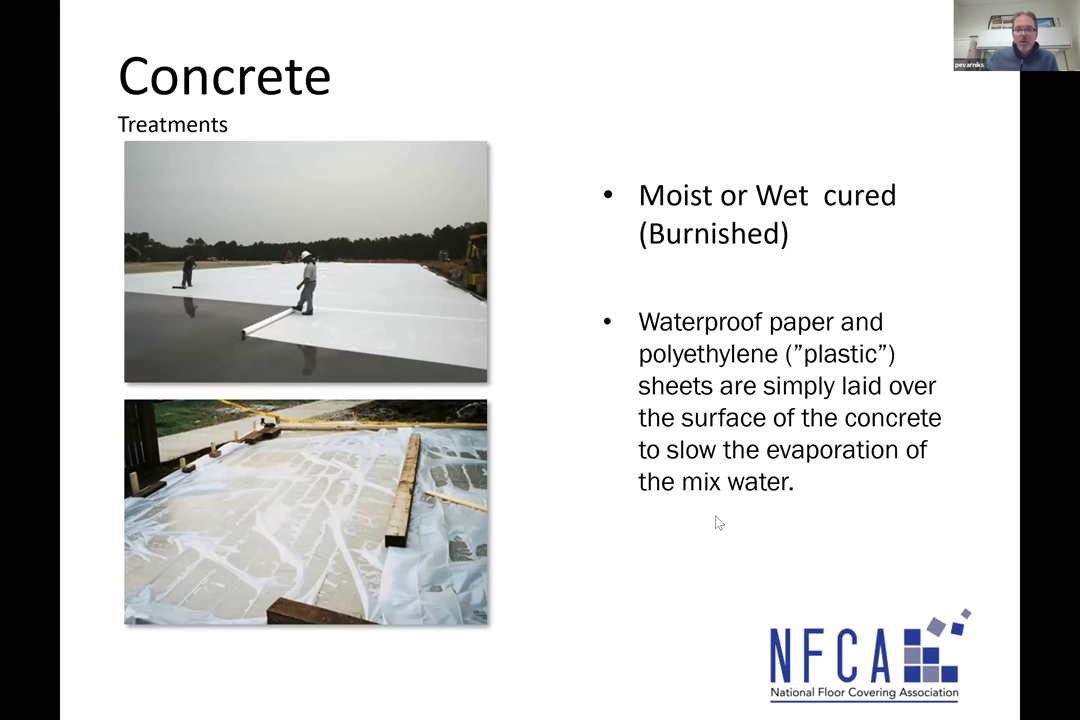 Concrete
Treatments
• Moist or Wet cured
(Burnished)
• Waterproof paper and
polyethylene (”plastic”)
sheets are simply laid over
the surface of the concrete
to slow the evaporation of
the mix water.
pevarniks
NFCA
National Floor Covering Association